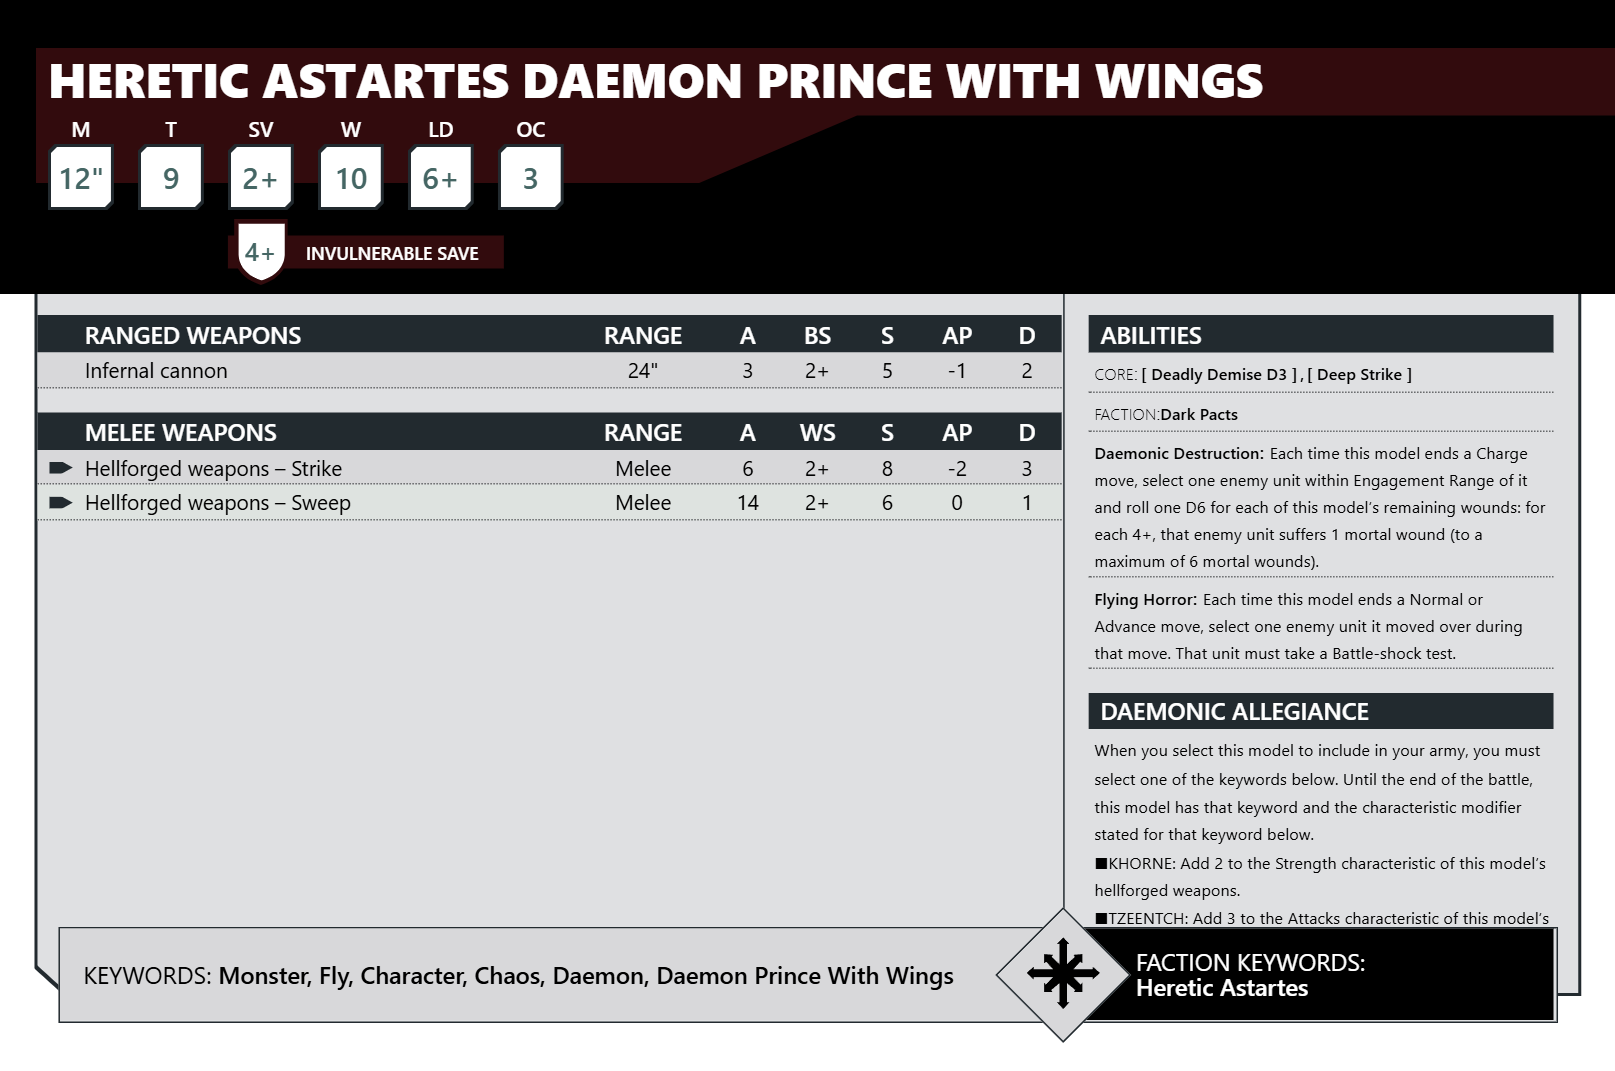 HERETIC ASTARTES DAEMON PRINCE WITH WINGS
M T SV W LD OC
12" 9 2+ 10 6+ 3
4+ INVULNERABLE SAVE
RANGED WEAPONS RANGE A BS S AP D
Infernal cannon 24" 3 2+ 5 -1 2
MELEE WEAPONS RANGE A WS S AP D
Hellforged weapons – Strike Melee 6 2+ 8 -2 3
Hellforged weapons – Sweep Melee 14 2+ 6 0 1
ABILITIES
CORE: [ Deadly Demise D3 ] , [ Deep Strike ]
FACTION:Dark Pacts
Daemonic Destruction: Each time this model ends a Charge
move, select one enemy unit within Engagement Range of it
and roll one D6 for each of this model’s remaining wounds: for
each 4+, that enemy unit suffers 1 mortal wound (to a
maximum of 6 mortal wounds).
Flying Horror: Each time this model ends a Normal or
Advance move, select one enemy unit it moved over during
that move. That unit must take a Battle-shock test.
DAEMONIC ALLEGIANCE
When you select this model to include in your army, you must
select one of the keywords below. Until the end of the battle,
this model has that keyword and the characteristic modifier
stated for that keyword below.
■KHORNE: Add 2 to the Strength characteristic of this model’s
hellforged weapons.
■TZEENTCH: Add 3 to the Attacks characteristic of this model’s
KEYWORDS: Monster, Fly, Character, Chaos, Daemon, Daemon Prince With Wings
FACTION KEYWORDS:
Heretic Astartes